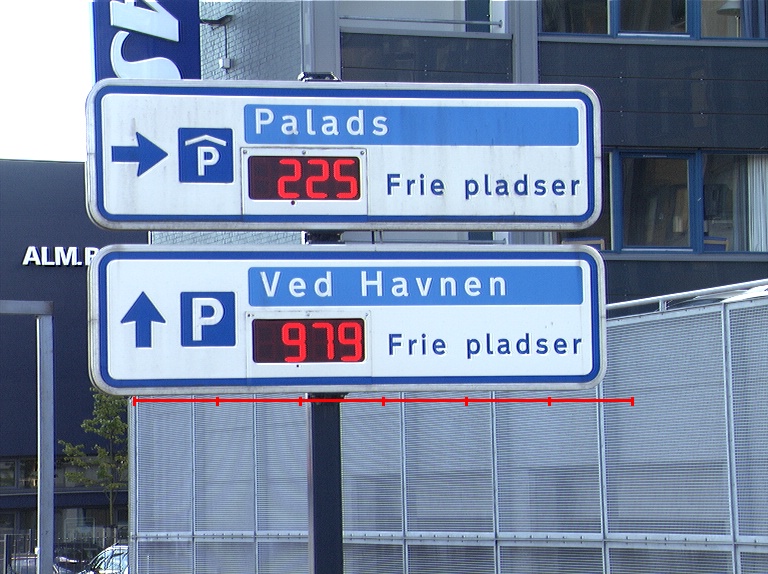 Palads
P
225 Frie pladser
ALM.
Ved Havnen
P
979 Frie pladser